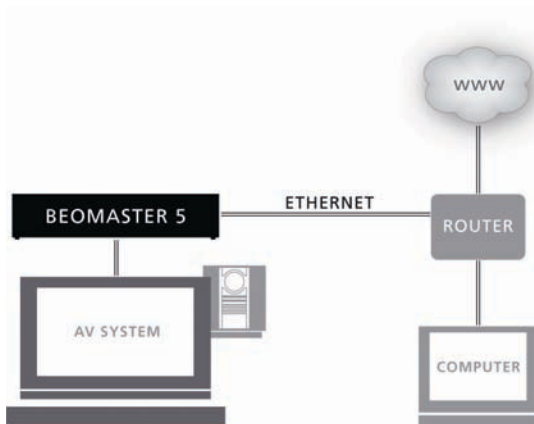 WWW
ETHERNET
BEOMASTER 5
ROUTER
AV SYSTEM
COMPUTER